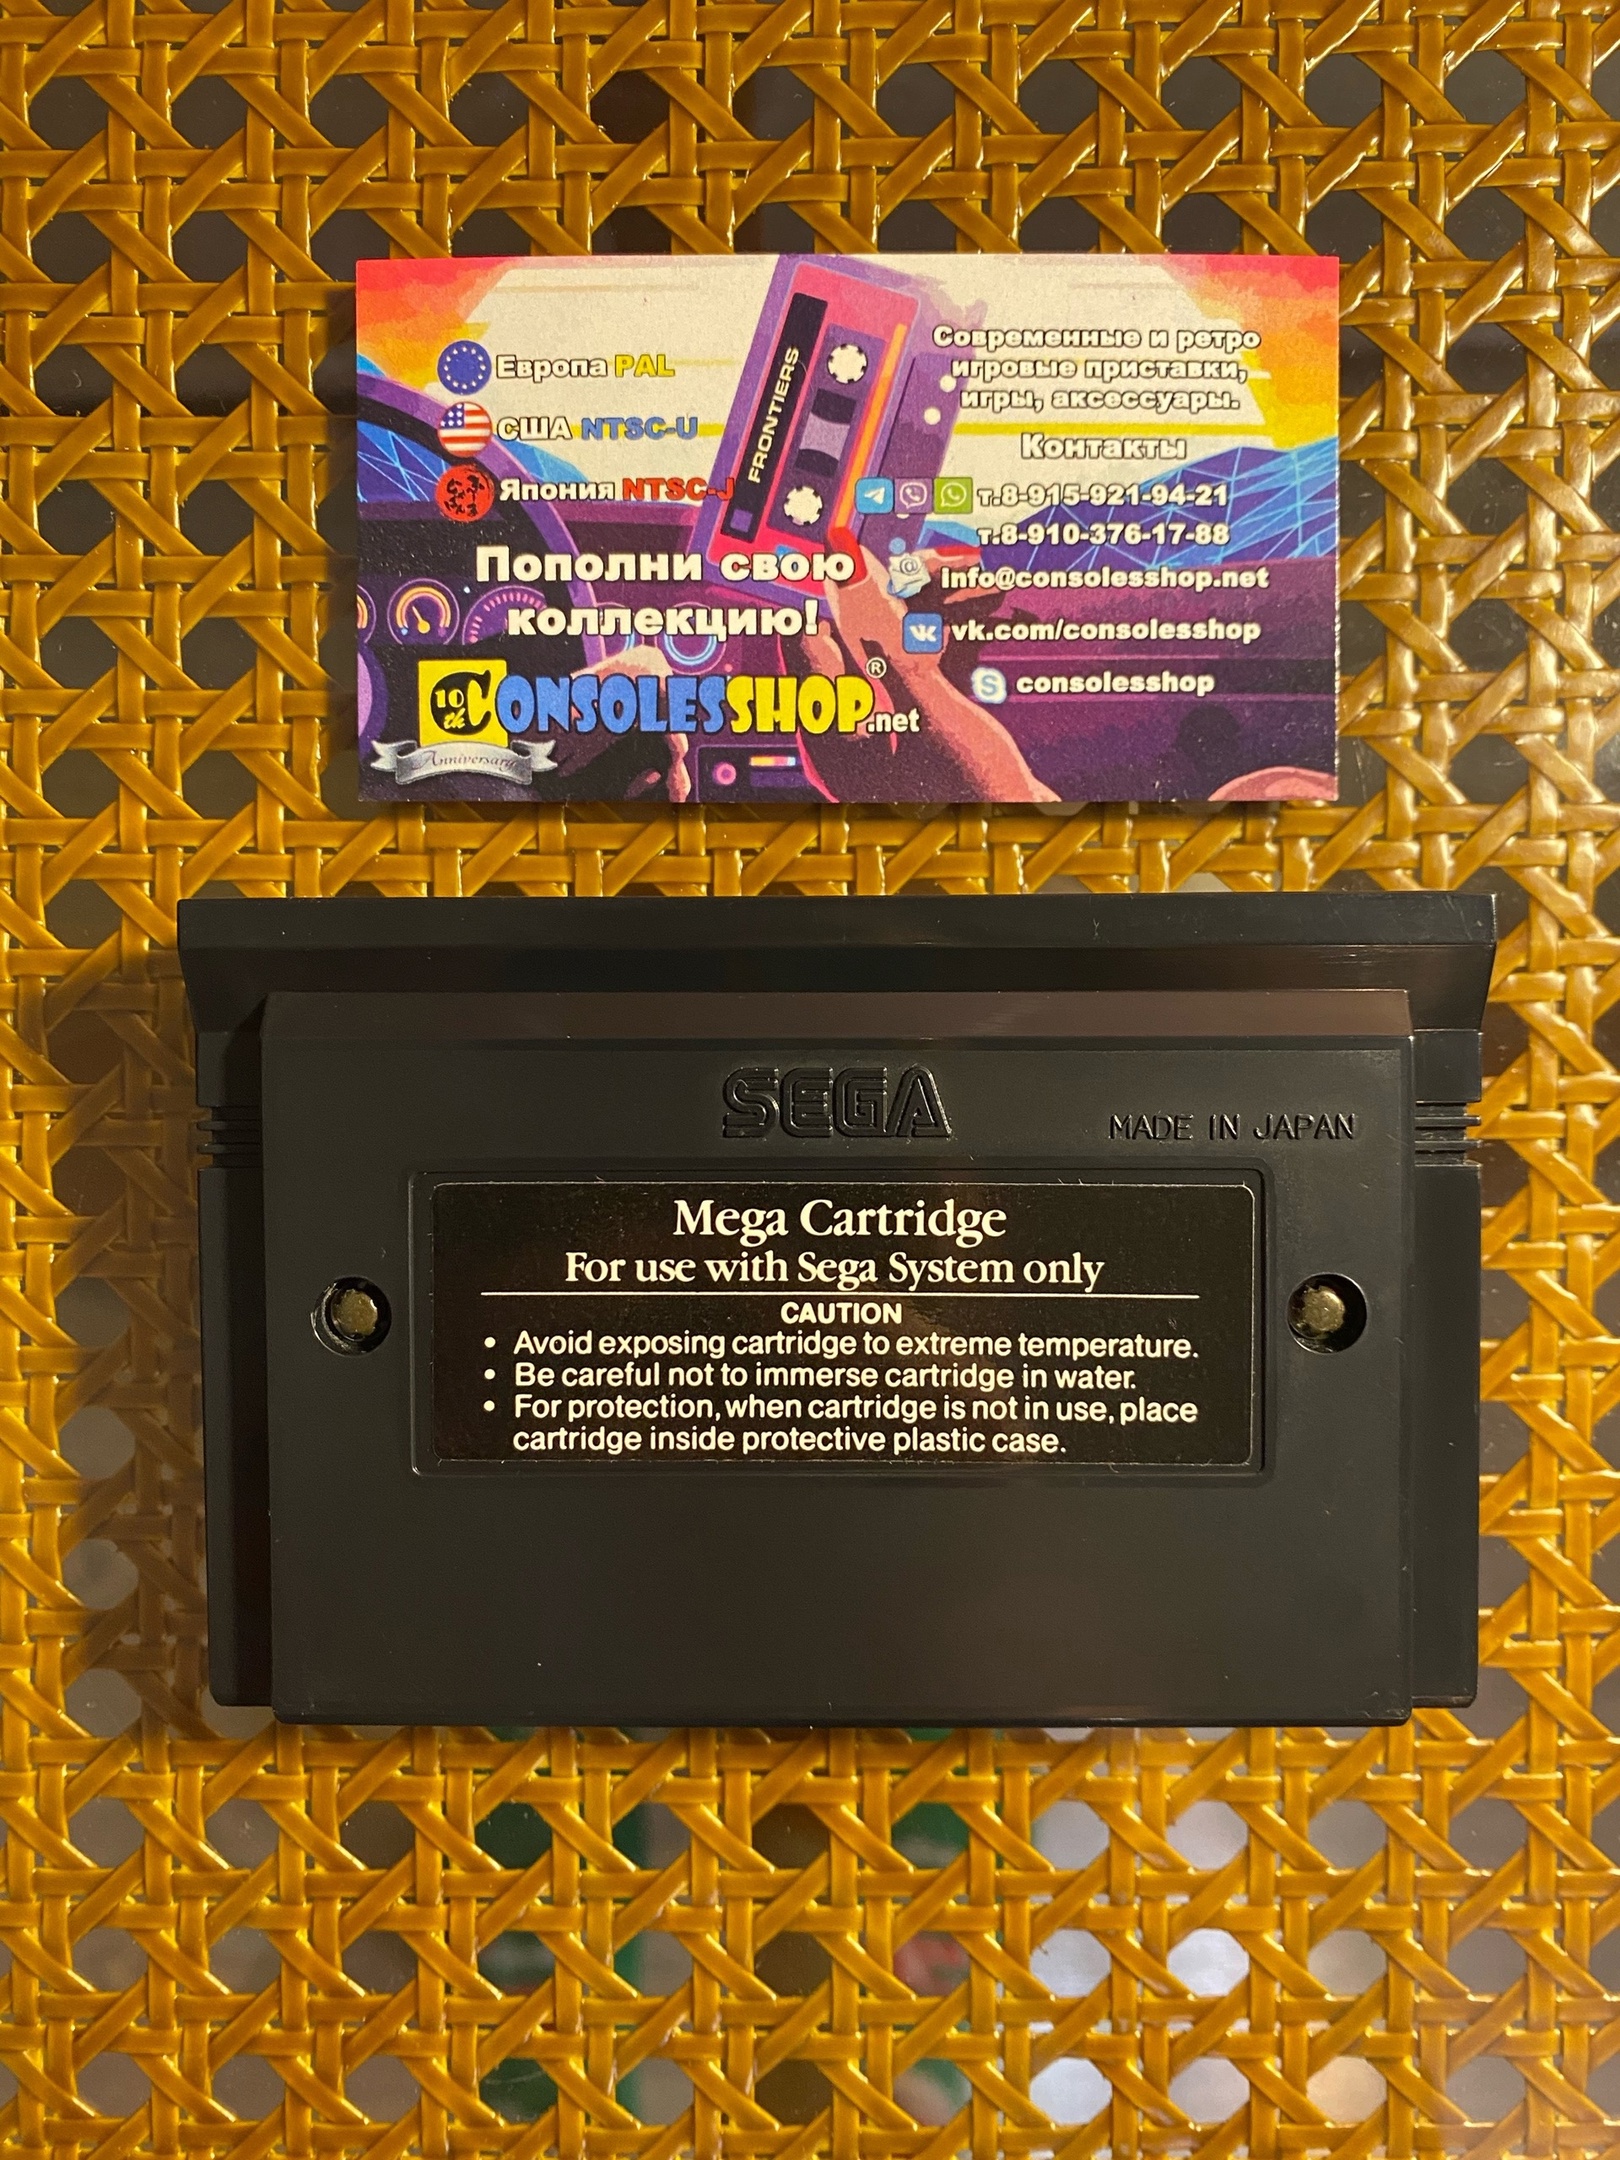 Европа PAL
США NTSC-U
Япония NTSC-J
Пополни свою
коллекцию!
10th CONSOLESSHOP.net ®
Anniversary
FRONTIERS
Современные и ретро
игровые приставки,
игры, аксессуары.
Контакты
т.8-915-921-94-21
т.8-910-376-17-88
info@consolesshop.net
vk.com/consolesshop
consolesshop
SEGA
MADE IN JAPAN
Mega Cartridge
For use with Sega System only
CAUTION
• Avoid exposing cartridge to extreme temperature.
• Be careful not to immerse cartridge in water.
• For protection, when cartridge is not in use, place
cartridge inside protective plastic case.